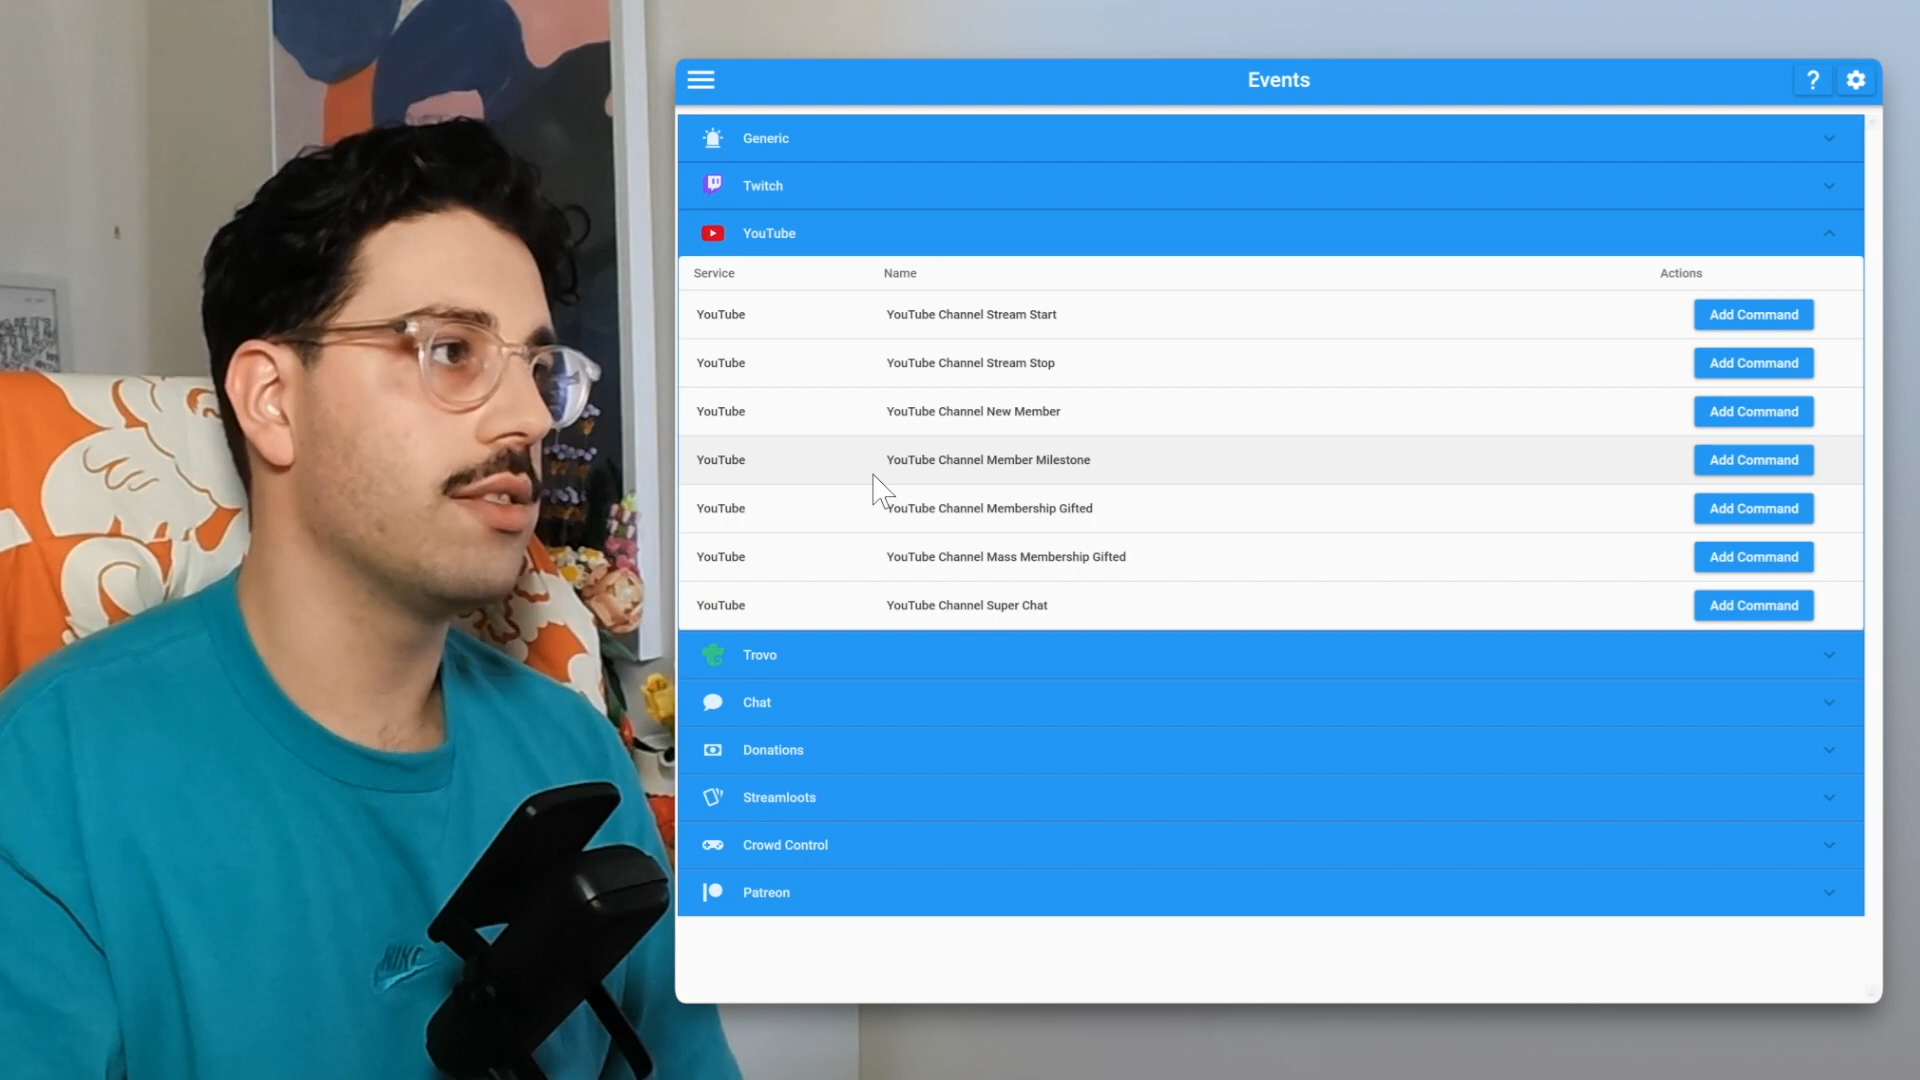 Events
?
Generic
Twitch
YouTube
Service Name Actions
YouTube YouTube Channel Stream Start Add Command
YouTube YouTube Channel Stream Stop Add Command
YouTube YouTube Channel New Member Add Command
YouTube YouTube Channel Member Milestone Add Command
YouTube YouTube Channel Membership Gifted Add Command
YouTube YouTube Channel Mass Membership Gifted Add Command
YouTube YouTube Channel Super Chat Add Command
Trovo
Chat
Donations
Streamloots
Crowd Control
Patreon
NIKE